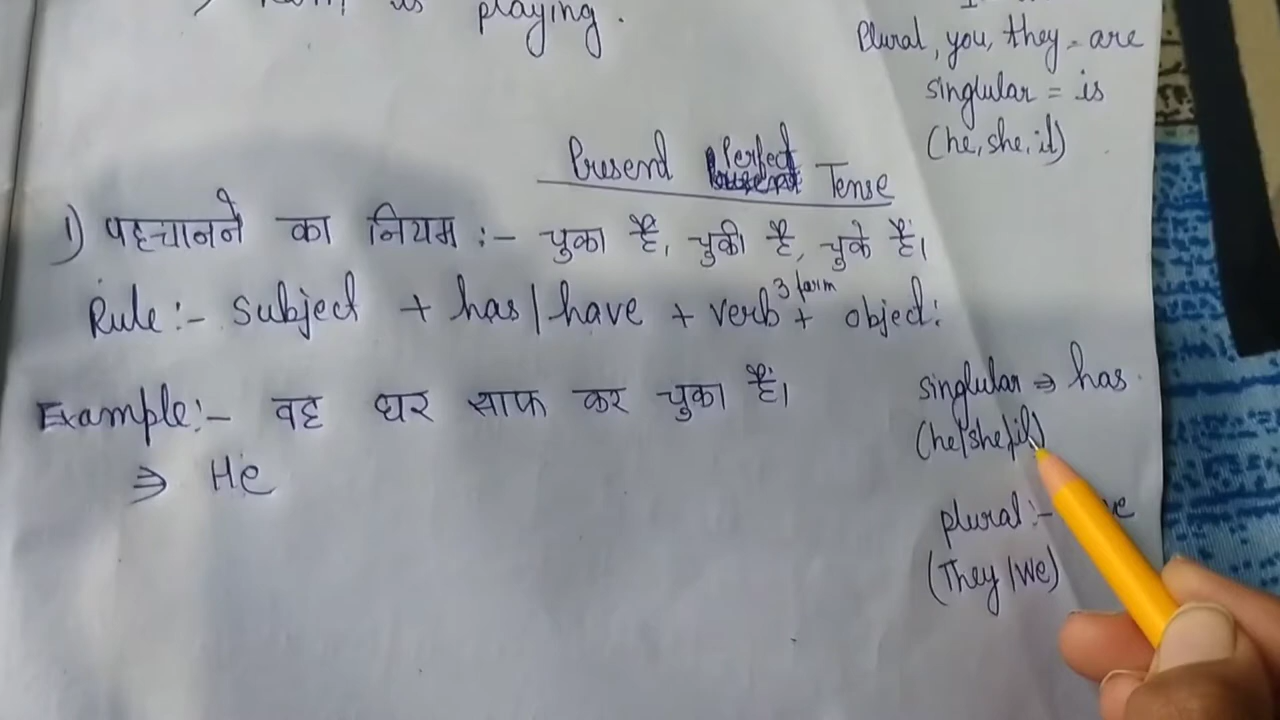 is playing.
Plural, you, they = are
singlular = is
(he, she, it)
Present Perfect Tense
1) पहचानने का नियम :- चुका है, चुकी है, चुके हैं।
Rule:- Subject + has/have + verb 3 form + object:
Example:- वह घर साफ कर चुका हैं।
⇒ He
singlular ⇒ has
(he/she/it)
plural :-
(They/We)